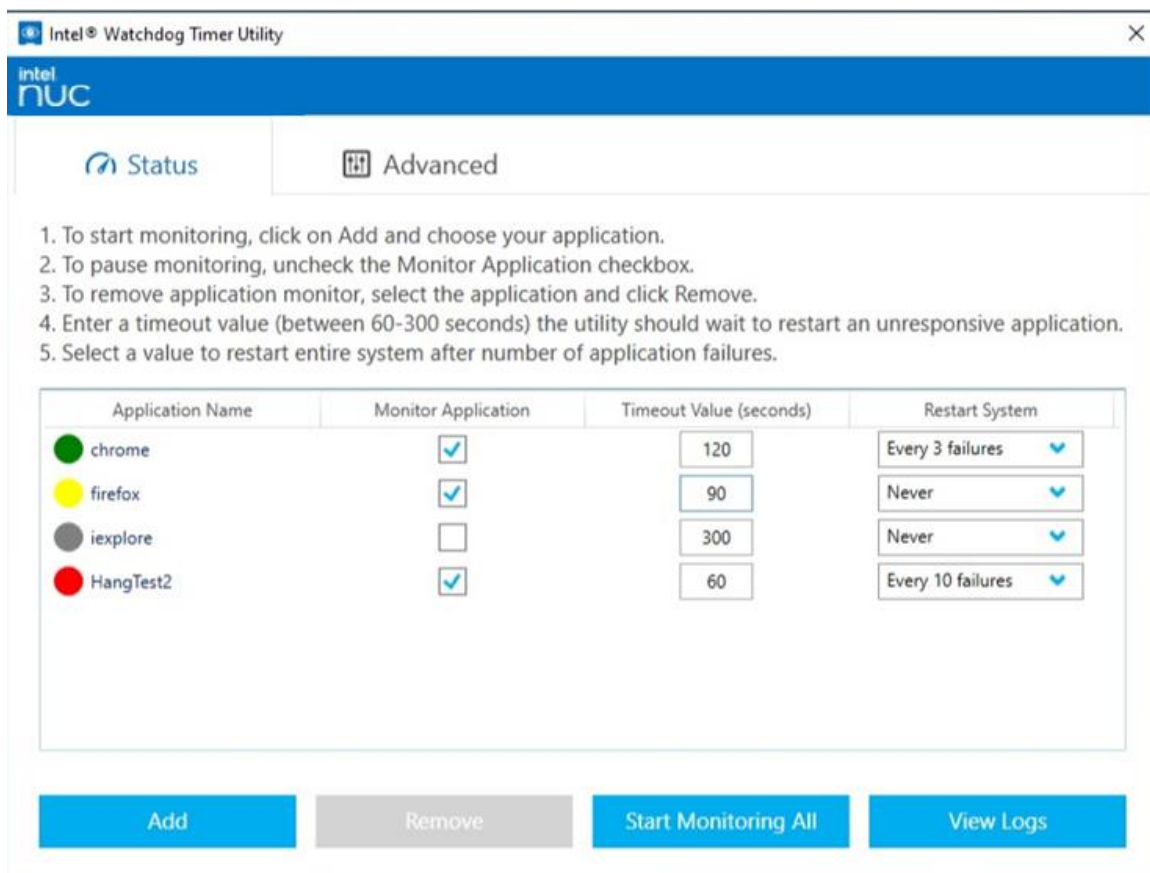 Intel® Watchdog Timer Utility
intel
nuc
Status
Advanced
1. To start monitoring, click on Add and choose your application.
2. To pause monitoring, uncheck the Monitor Application checkbox.
3. To remove application monitor, select the application and click Remove.
4. Enter a timeout value (between 60-300 seconds) the utility should wait to restart an unresponsive application.
5. Select a value to restart entire system after number of application failures.
Application Name Monitor Application Timeout Value (seconds) Restart System
chrome 120 Every 3 failures
firefox 90 Never
iexplore 300 Never
HangTest2 60 Every 10 failures
Add Remove Start Monitoring All View Logs